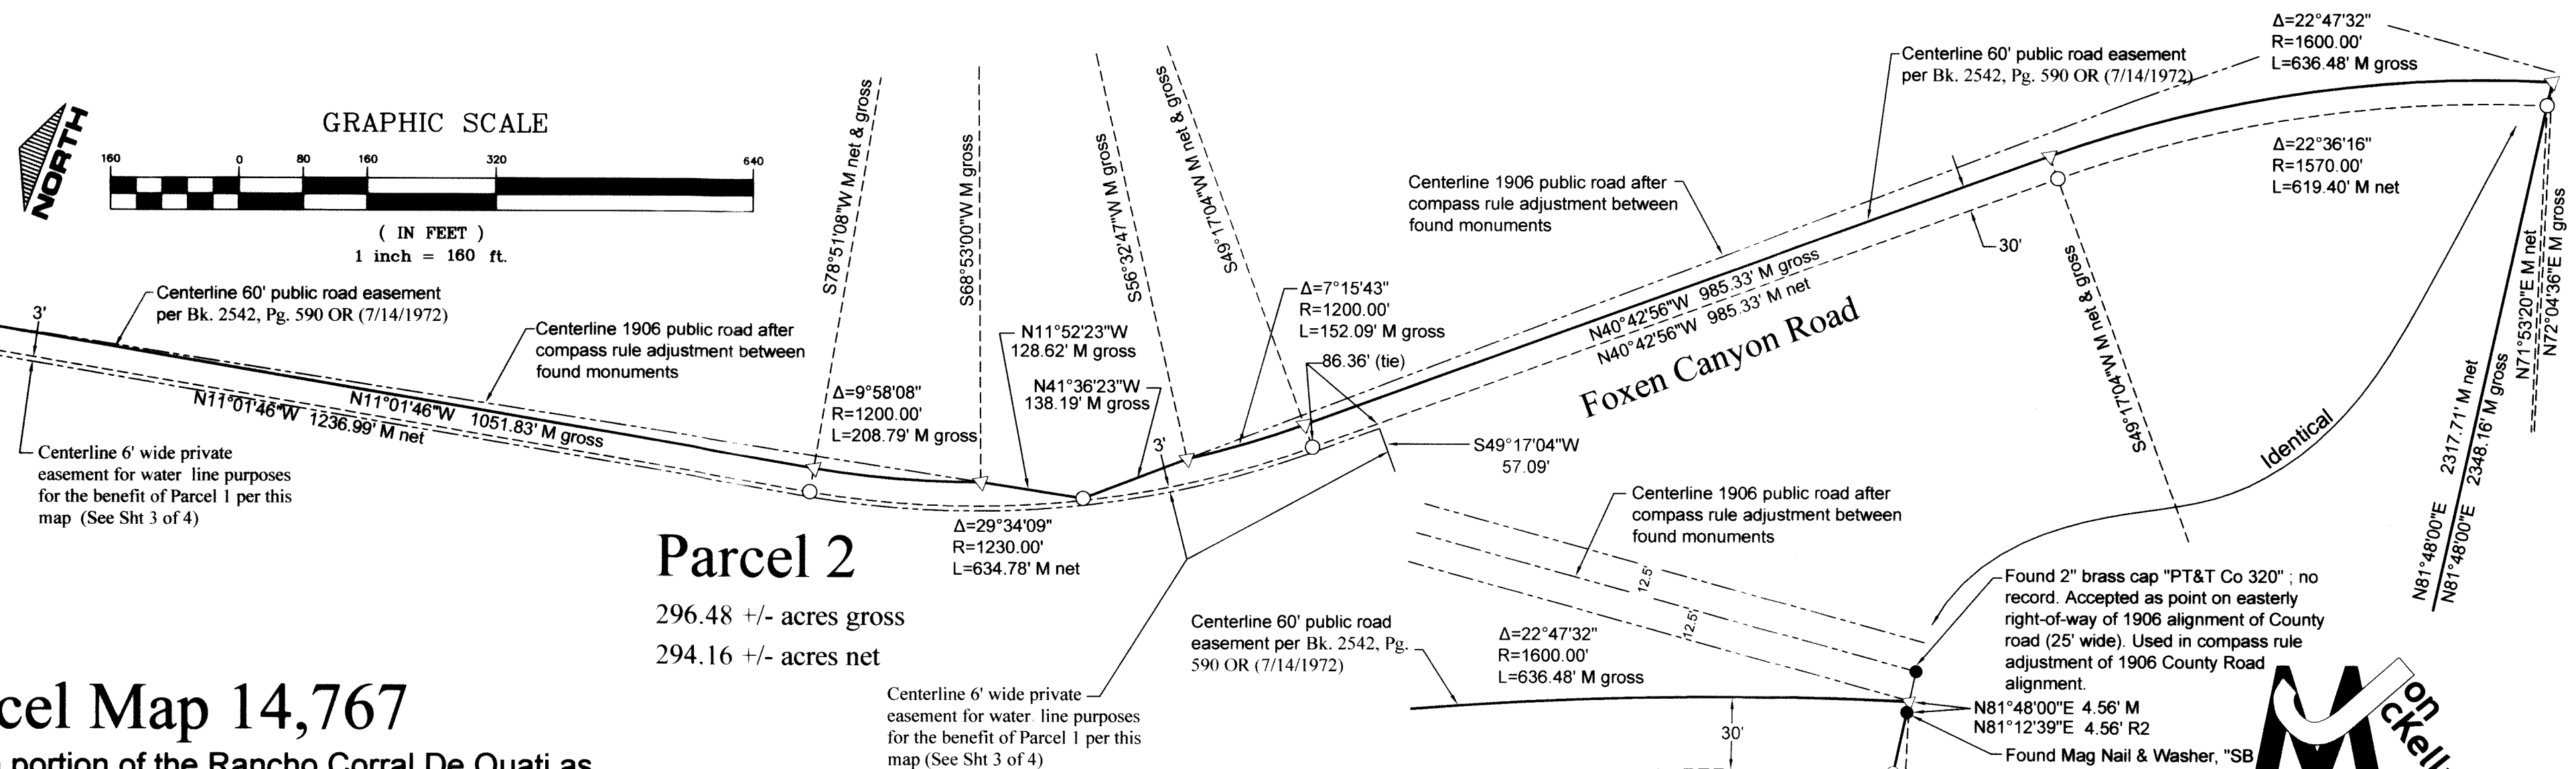 NORTH
GRAPHIC SCALE
160 0 80 160 320 640
( IN FEET )
1 inch = 160 ft.
3'
Centerline 60' public road easement
per Bk. 2542, Pg. 590 OR (7/14/1972)
Centerline 1906 public road after
compass rule adjustment between
found monuments
N11°01'46"W 1051.83' M gross
N11°01'46"W 1236.99' M net
Centerline 6' wide private
easement for water line purposes
for the benefit of Parcel 1 per this
map (See Sht 3 of 4)
S78°51'08"W M net & gross
S68°53'00"W M gross
S56°32'47"W M gross
S49°17'04"W M net & gross
Δ=9°58'08"
R=1200.00'
L=208.79' M gross
N11°52'23"W
128.62' M gross
N41°36'23"W
138.19' M gross
3'
Δ=7°15'43"
R=1200.00'
L=152.09' M gross
86.36' (tie)
S49°17'04"W
57.09'
Δ=29°34'09"
R=1230.00'
L=634.78' M net
Parcel 2
296.48 +/- acres gross
294.16 +/- acres net
cel Map 14,767
portion of the Rancho Corral De Quati as
Centerline 6' wide private
easement for water line purposes
for the benefit of Parcel 1 per this
map (See Sht 3 of 4)
Centerline 1906 public road after
compass rule adjustment between
found monuments
Centerline 60' public road easement
per Bk. 2542, Pg. 590 OR (7/14/1972)
Δ=22°47'32"
R=1600.00'
L=636.48' M gross
Δ=22°36'16"
R=1570.00'
L=619.40' M net
N40°42'56"W 985.33' M gross
N40°42'56"W 985.33' M net
Foxen Canyon Road
30'
S49°17'04"W M net & gross
Identical
N71°53'20"E M net
N72°04'36"E M gross
N81°48'00"E 2317.71' M net
N81°48'00"E 2348.16' M gross
Centerline 1906 public road after
compass rule adjustment between
found monuments
12.5'
12.5'
Centerline 60' public road
easement per Bk. 2542, Pg.
590 OR (7/14/1972)
Δ=22°47'32"
R=1600.00'
L=636.48' M gross
30'
Found 2" brass cap "PT&T Co 320" ; no
record. Accepted as point on easterly
right-of-way of 1906 alignment of County
road (25' wide). Used in compass rule
adjustment of 1906 County Road
alignment.
N81°48'00"E 4.56' M
N81°12'39"E 4.56' R2
Found Mag Nail & Washer, "SB
on
cKell